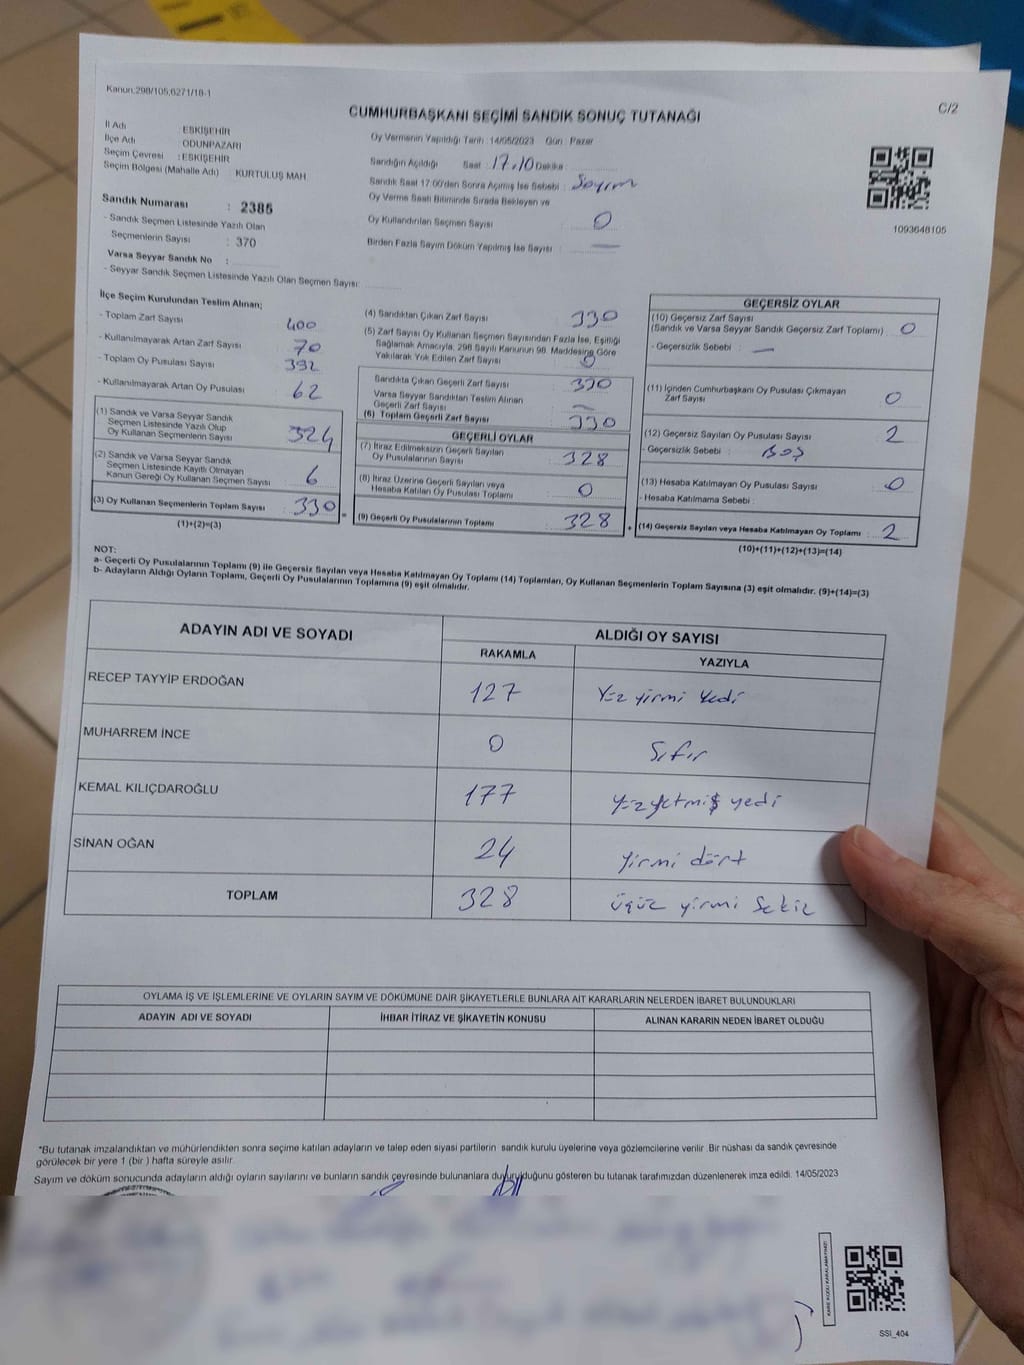 Kanun:298/105,6271/18-1
C/2
CUMHURBAŞKANI SEÇİMİ SANDIK SONUÇ TUTANAĞI
İl Adı ESKİŞEHİR
İlçe Adı ODUNPAZARI
Seçim Çevresi : ESKİŞEHİR
Seçim Bölgesi (Mahalle Adı) : KURTULUŞ MAH.
Sandık Numarası : 2385
- Sandık Seçmen Listesinde Yazılı Olan
Seçmenlerin Sayısı : 370
Varsa Seyyar Sandık No :
- Seyyar Sandık Seçmen Listesinde Yazılı Olan Seçmen Sayısı:
Oy Vermenin Yapıldığı Tarih : 14/05/2023 Gün : Pazar
Sandığın Açıldığı Saat : 17.10 Dakika :
Sandık Saat 17:00'den Sonra Açılmış İse Sebebi : Sayım
Oy Verme Saati Bitiminde Sırada Bekleyen ve
Oy Kullandırılan Seçmen Sayısı : 0
Birden Fazla Sayım Döküm Yapılmış İse Sayısı : —
1093648105
İlçe Seçim Kurulundan Teslim Alınan;
- Toplam Zarf Sayısı 400
- Kullanılmayarak Artan Zarf Sayısı 70
- Toplam Oy Pusulası Sayısı 392
- Kullanılmayarak Artan Oy Pusulası 62
(1) Sandık ve Varsa Seyyar Sandık
Seçmen Listesinde Yazılı Olup
Oy Kullanan Seçmenlerin Sayısı 324
(2) Sandık ve Varsa Seyyar Sandık
Seçmen Listesinde Kayıtlı Olmayan
Kanun Gereği Oy Kullanan Seçmen Sayısı 6
(3) Oy Kullanan Seçmenlerin Toplam Sayısı 330
(1)+(2)=(3)
(4) Sandıktan Çıkan Zarf Sayısı 330
(5) Zarf Sayısı Oy Kullanan Seçmen Sayısından Fazla İse, Eşitliği
Sağlamak Amacıyla, 298 Sayılı Kanunun 98. Maddesine Göre
Yakılarak Yok Edilen Zarf Sayısı 0
Sandıkta Çıkan Geçerli Zarf Sayısı 330
Varsa Seyyar Sandıktan Teslim Alınan
Geçerli Zarf Sayısı —
(6) Toplam Geçerli Zarf Sayısı 330
GEÇERLİ OYLAR
(7) İtiraz Edilmeksizin Geçerli Sayılan
Oy Pusulalarının Sayısı 328
(8) İtiraz Üzerine Geçerli Sayılan veya
Hesaba Katılan Oy Pusulası Toplamı 0
(9) Geçerli Oy Pusulalarının Toplamı 328
GEÇERSİZ OYLAR
(10) Geçersiz Zarf Sayısı
(Sandık ve Varsa Seyyar Sandık Geçersiz Zarf Toplamı) 0
- Geçersizlik Sebebi : —
(11) İçinden Cumhurbaşkanı Oy Pusulası Çıkmayan
Zarf Sayısı 0
(12) Geçersiz Sayılan Oy Pusulası Sayısı 2
- Geçersizlik Sebebi : BOŞ
(13) Hesaba Katılmayan Oy Pusulası Sayısı 0
- Hesaba Katılmama Sebebi :
(14) Geçersiz Sayılan veya Hesaba Katılmayan Oy Toplamı 2
(10)+(11)+(12)+(13)=(14)
NOT:
a- Geçerli Oy Pusulalarının Toplamı (9) ile Geçersiz Sayılan veya Hesaba Katılmayan Oy Toplamı (14) Toplamları, Oy Kullanan Seçmenlerin Toplam Sayısına (3) eşit olmalıdır. (9)+(14)=(3)
b- Adayların Aldığı Oyların Toplamı, Geçerli Oy Pusulalarının Toplamına (9) eşit olmalıdır.
ADAYIN ADI VE SOYADI ALDIĞI OY SAYISI
RAKAMLA YAZIYLA
RECEP TAYYİP ERDOĞAN 127 Yüz yirmi yedi
MUHARREM İNCE 0 Sıfır
KEMAL KILIÇDAROĞLU 177 Yüz yetmiş yedi
SİNAN OĞAN 24 yirmi dört
TOPLAM 328 üçüz yirmi sekiz
OYLAMA İŞ VE İŞLEMLERİNE VE OYLARIN SAYIM VE DÖKÜMÜNE DAİR ŞİKAYETLERLE BUNLARA AİT KARARLARIN NELERDEN İBARET BULUNDUKLARI
ADAYIN ADI VE SOYADI İHBAR İTİRAZ VE ŞİKAYETİN KONUSU ALINAN KARARIN NEDEN İBARET OLDUĞU
*Bu tutanak imzalandıktan ve mühürlendikten sonra seçime katılan adayların ve talep eden siyasi partilerin sandık kurulu üyelerine veya gözlemcilerine verilir. Bir nüshası da sandık çevresinde
görülecek bir yere 1 (bir ) hafta süreyle asılır.
Sayım ve döküm sonucunda adayların aldığı oyların sayılarını ve bunların sandık çevresinde bulunanlara duyurulduğunu gösteren bu tutanak tarafımızdan düzenlenerek imza edildi. 14/05/2023
KARE KODU KARALAMAYINIZ!
SSI_404